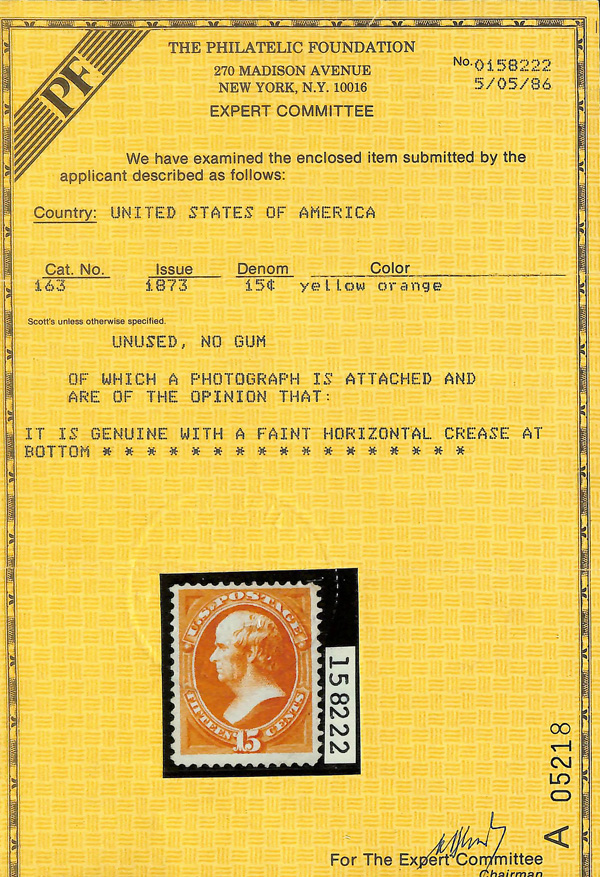 PF
THE PHILATELIC FOUNDATION
270 MADISON AVENUE
NEW YORK, N.Y. 10016
EXPERT COMMITTEE
No. 0158222
5/05/86
We have examined the enclosed item submitted by the
applicant described as follows:
Country: UNITED STATES OF AMERICA
Cat. No. Issue Denom Color
163 1873 15¢ yellow orange
Scott's unless otherwise specified.
UNUSED, NO GUM
OF WHICH A PHOTOGRAPH IS ATTACHED AND
ARE OF THE OPINION THAT:
IT IS GENUINE WITH A FAINT HORIZONTAL CREASE AT
BOTTOM * * * * * * * * * * * * * * * * *
U.S. POSTAGE
FIFTEEN 15 CENTS
158222
A 05218
For The Expert Committee
Chairman